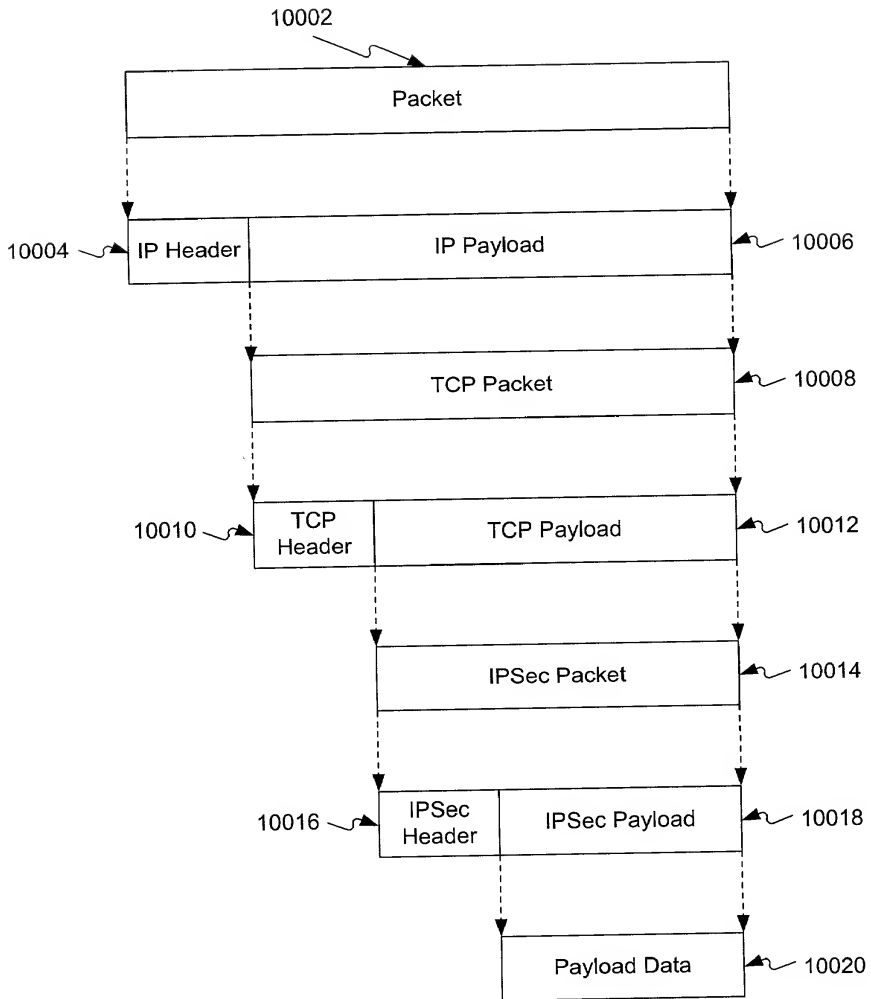 10002
Packet
10004
IP Header
IP Payload
10006
TCP Packet
10008
10010
TCP
Header
TCP Payload
10012
IPSec Packet
10014
10016
IPSec
Header
IPSec Payload
10018
Payload Data
10020